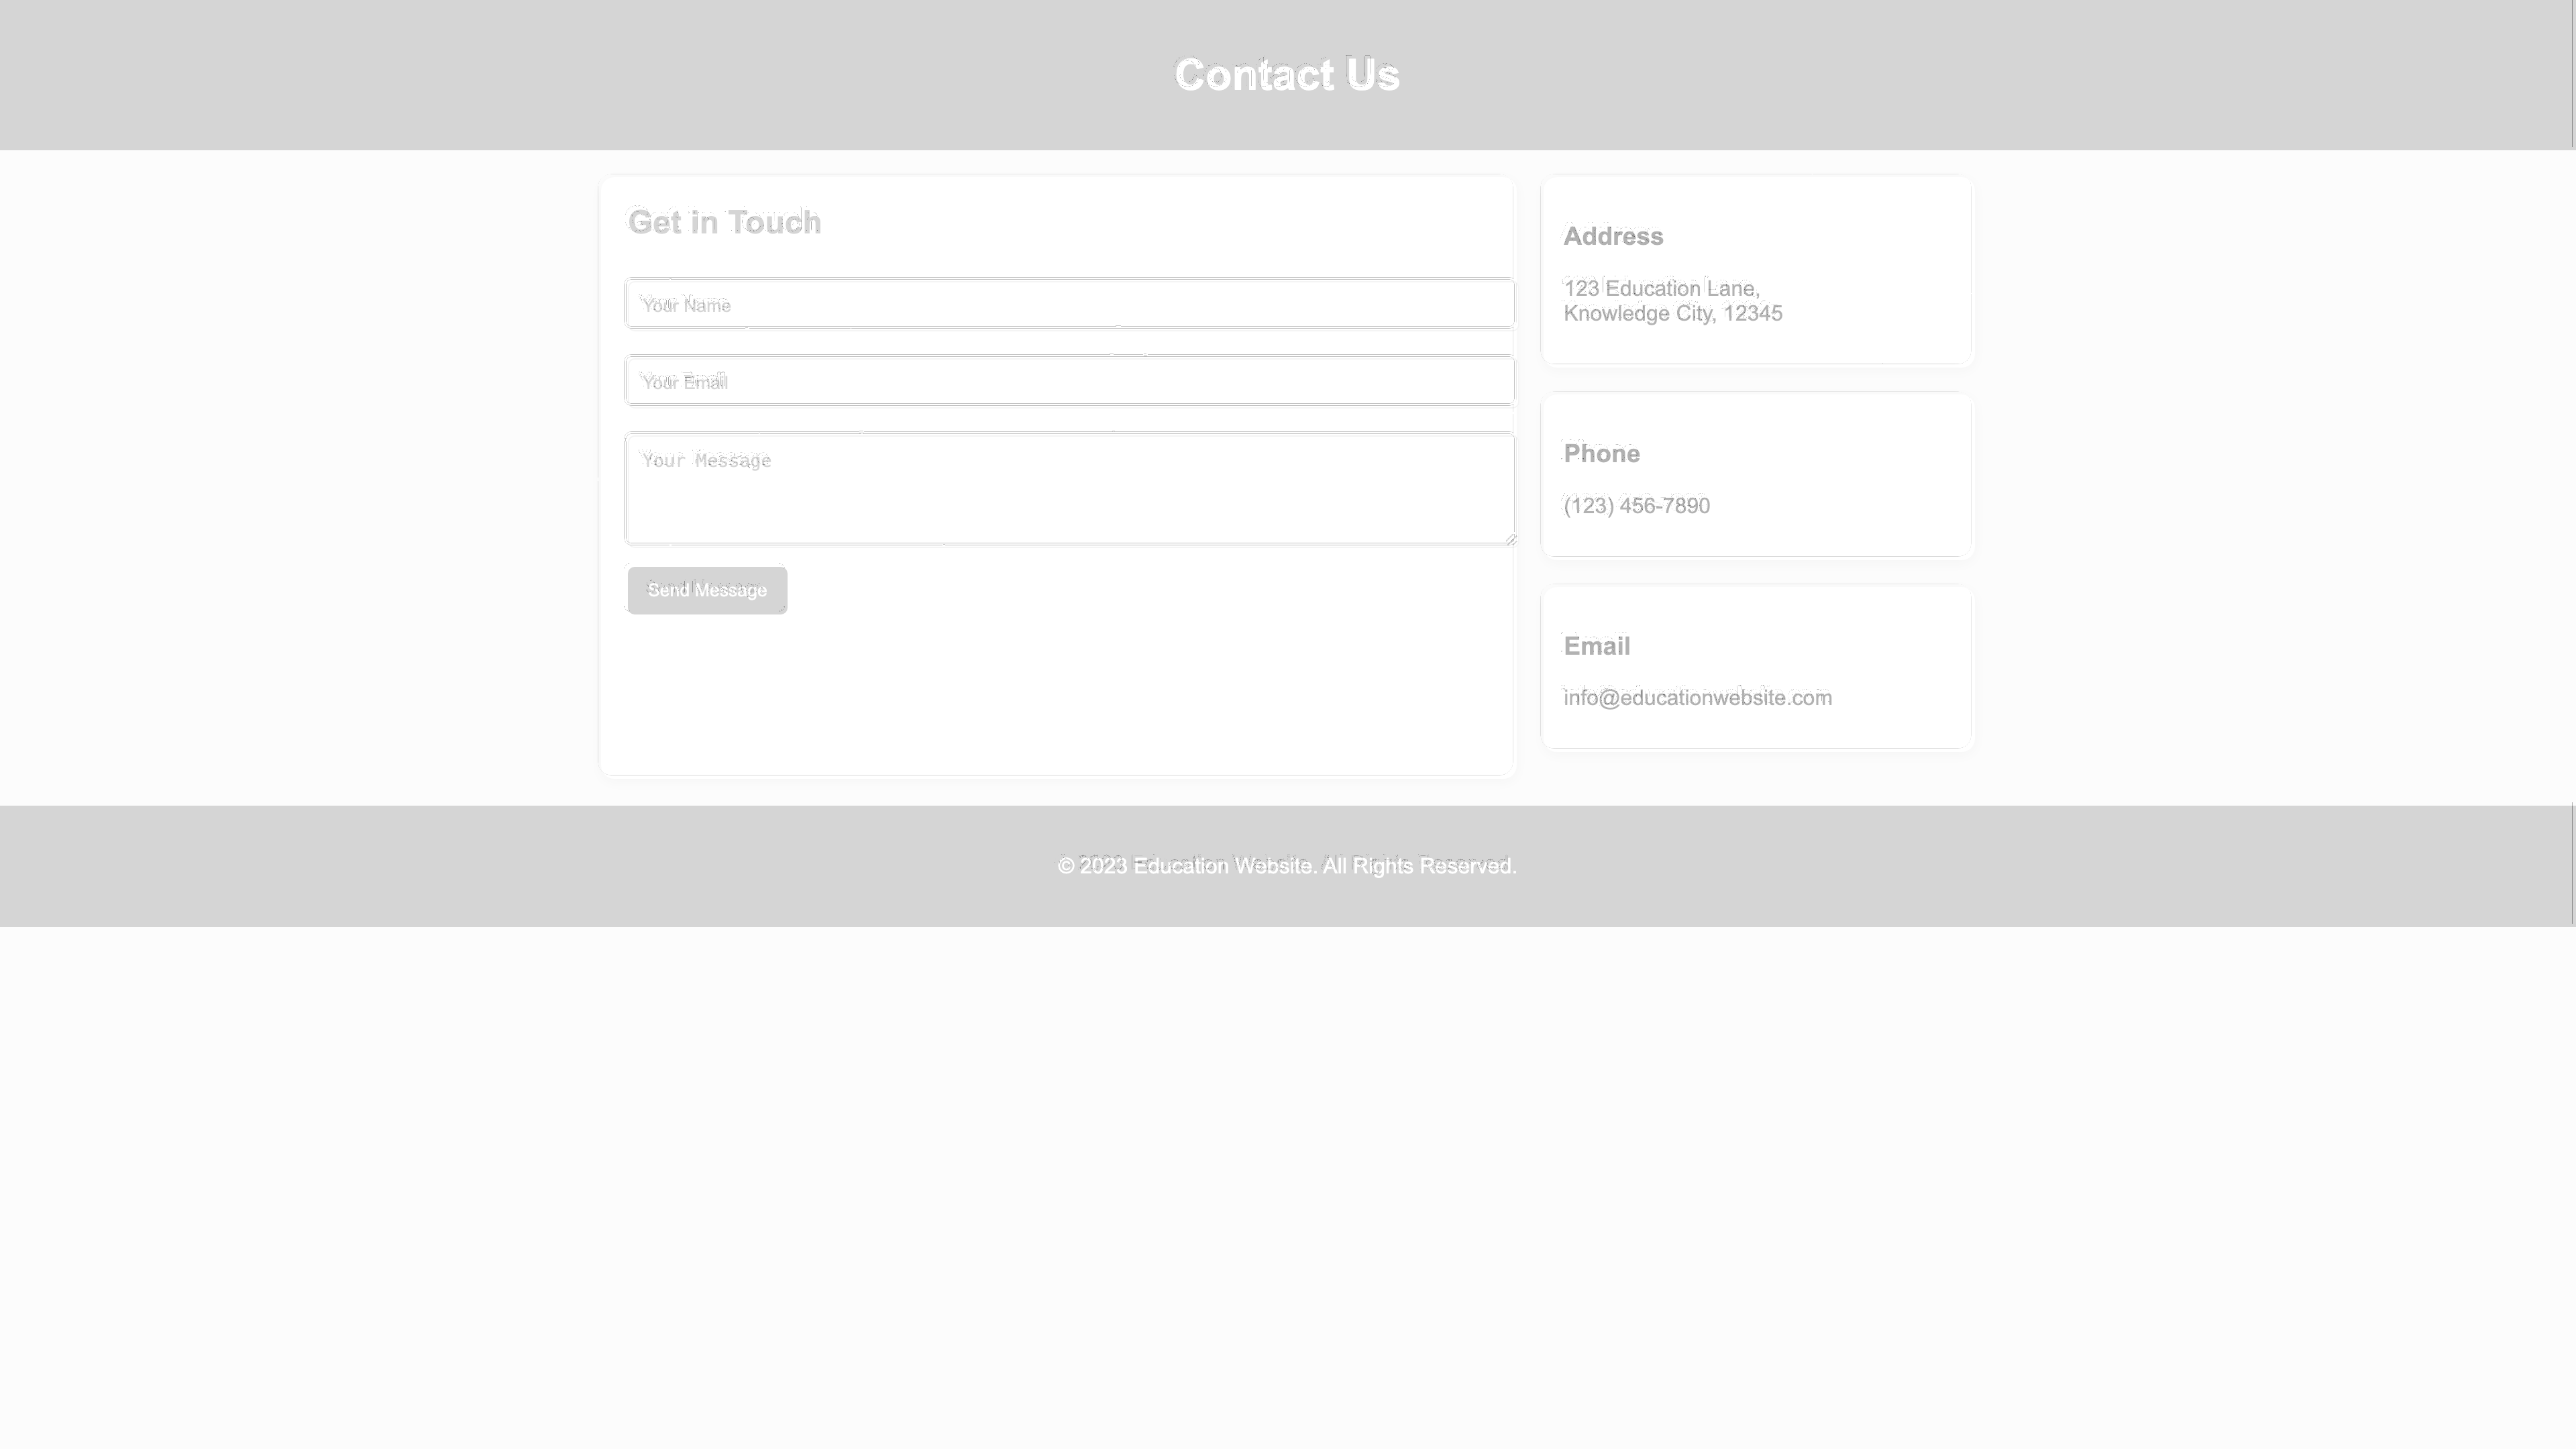 Contact Us
Get in Touch
Your Name
Your Email
Your Message
Send Message
Address
123 Education Lane,
Knowledge City, 12345
Phone
(123) 456-7890
Email
info@educationwebsite.com
© 2023 Education Website. All Rights Reserved.